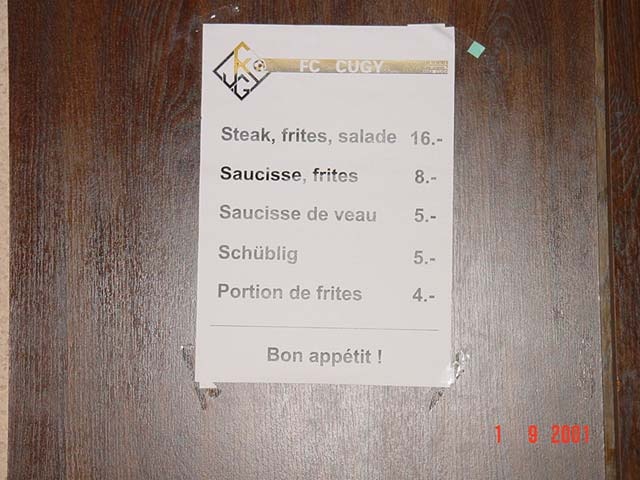 FC CUGY
Steak, frites, salade 16.-
Saucisse, frites 8.-
Saucisse de veau 5.-
Schüblig 5.-
Portion de frites 4.-
Bon appétit !
1 9 2001